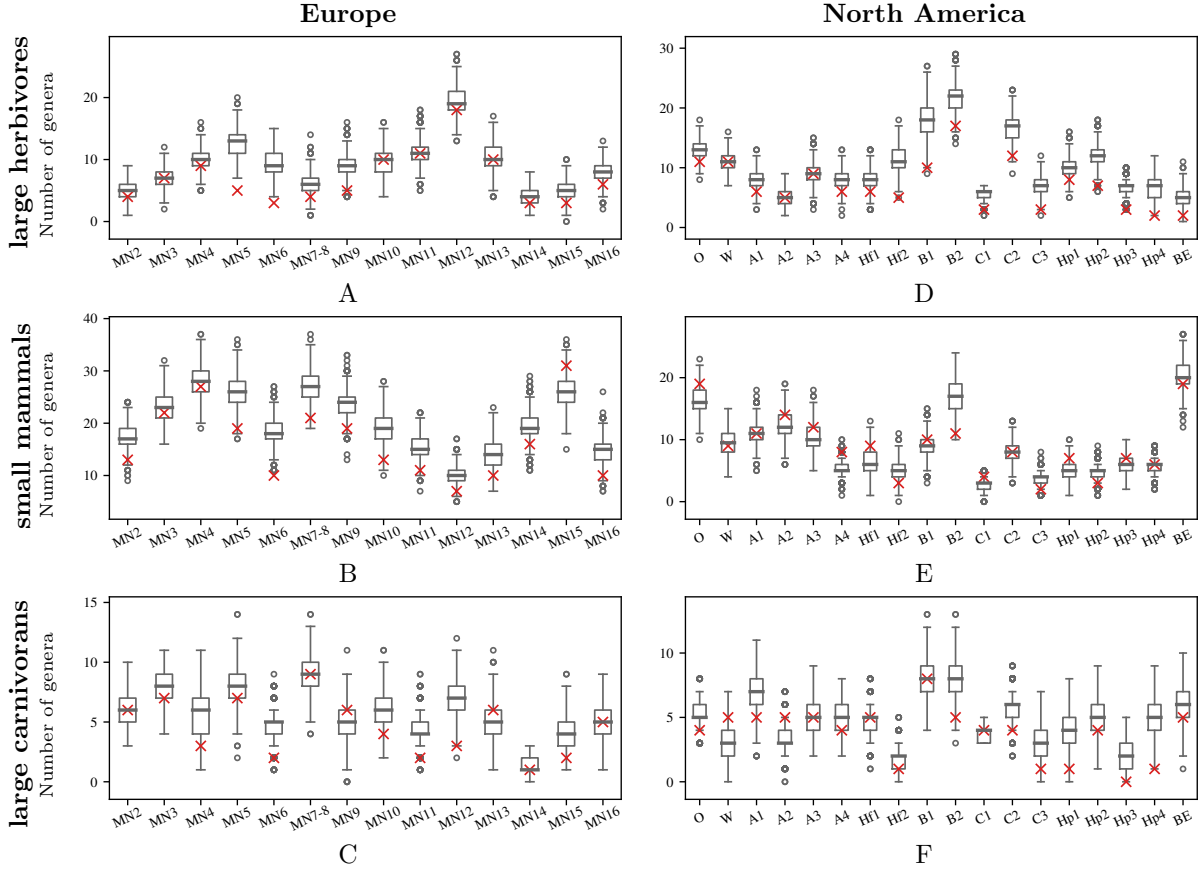 Europe
North America
large herbivores
Number of genera
0
10
20
MN2 MN3 MN4 MN5 MN6 MN7-8 MN9 MN10 MN11 MN12 MN13 MN14 MN15 MN16
A
0
10
20
30
O W A1 A2 A3 A4 Hf1 Hf2 B1 B2 C1 C2 C3 Hp1 Hp2 Hp3 Hp4 BE
D
small mammals
Number of genera
10
20
30
40
MN2 MN3 MN4 MN5 MN6 MN7-8 MN9 MN10 MN11 MN12 MN13 MN14 MN15 MN16
B
0
10
20
O W A1 A2 A3 A4 Hf1 Hf2 B1 B2 C1 C2 C3 Hp1 Hp2 Hp3 Hp4 BE
E
large carnivorans
Number of genera
0
5
10
15
MN2 MN3 MN4 MN5 MN6 MN7-8 MN9 MN10 MN11 MN12 MN13 MN14 MN15 MN16
C
0
5
10
O W A1 A2 A3 A4 Hf1 Hf2 B1 B2 C1 C2 C3 Hp1 Hp2 Hp3 Hp4 BE
F